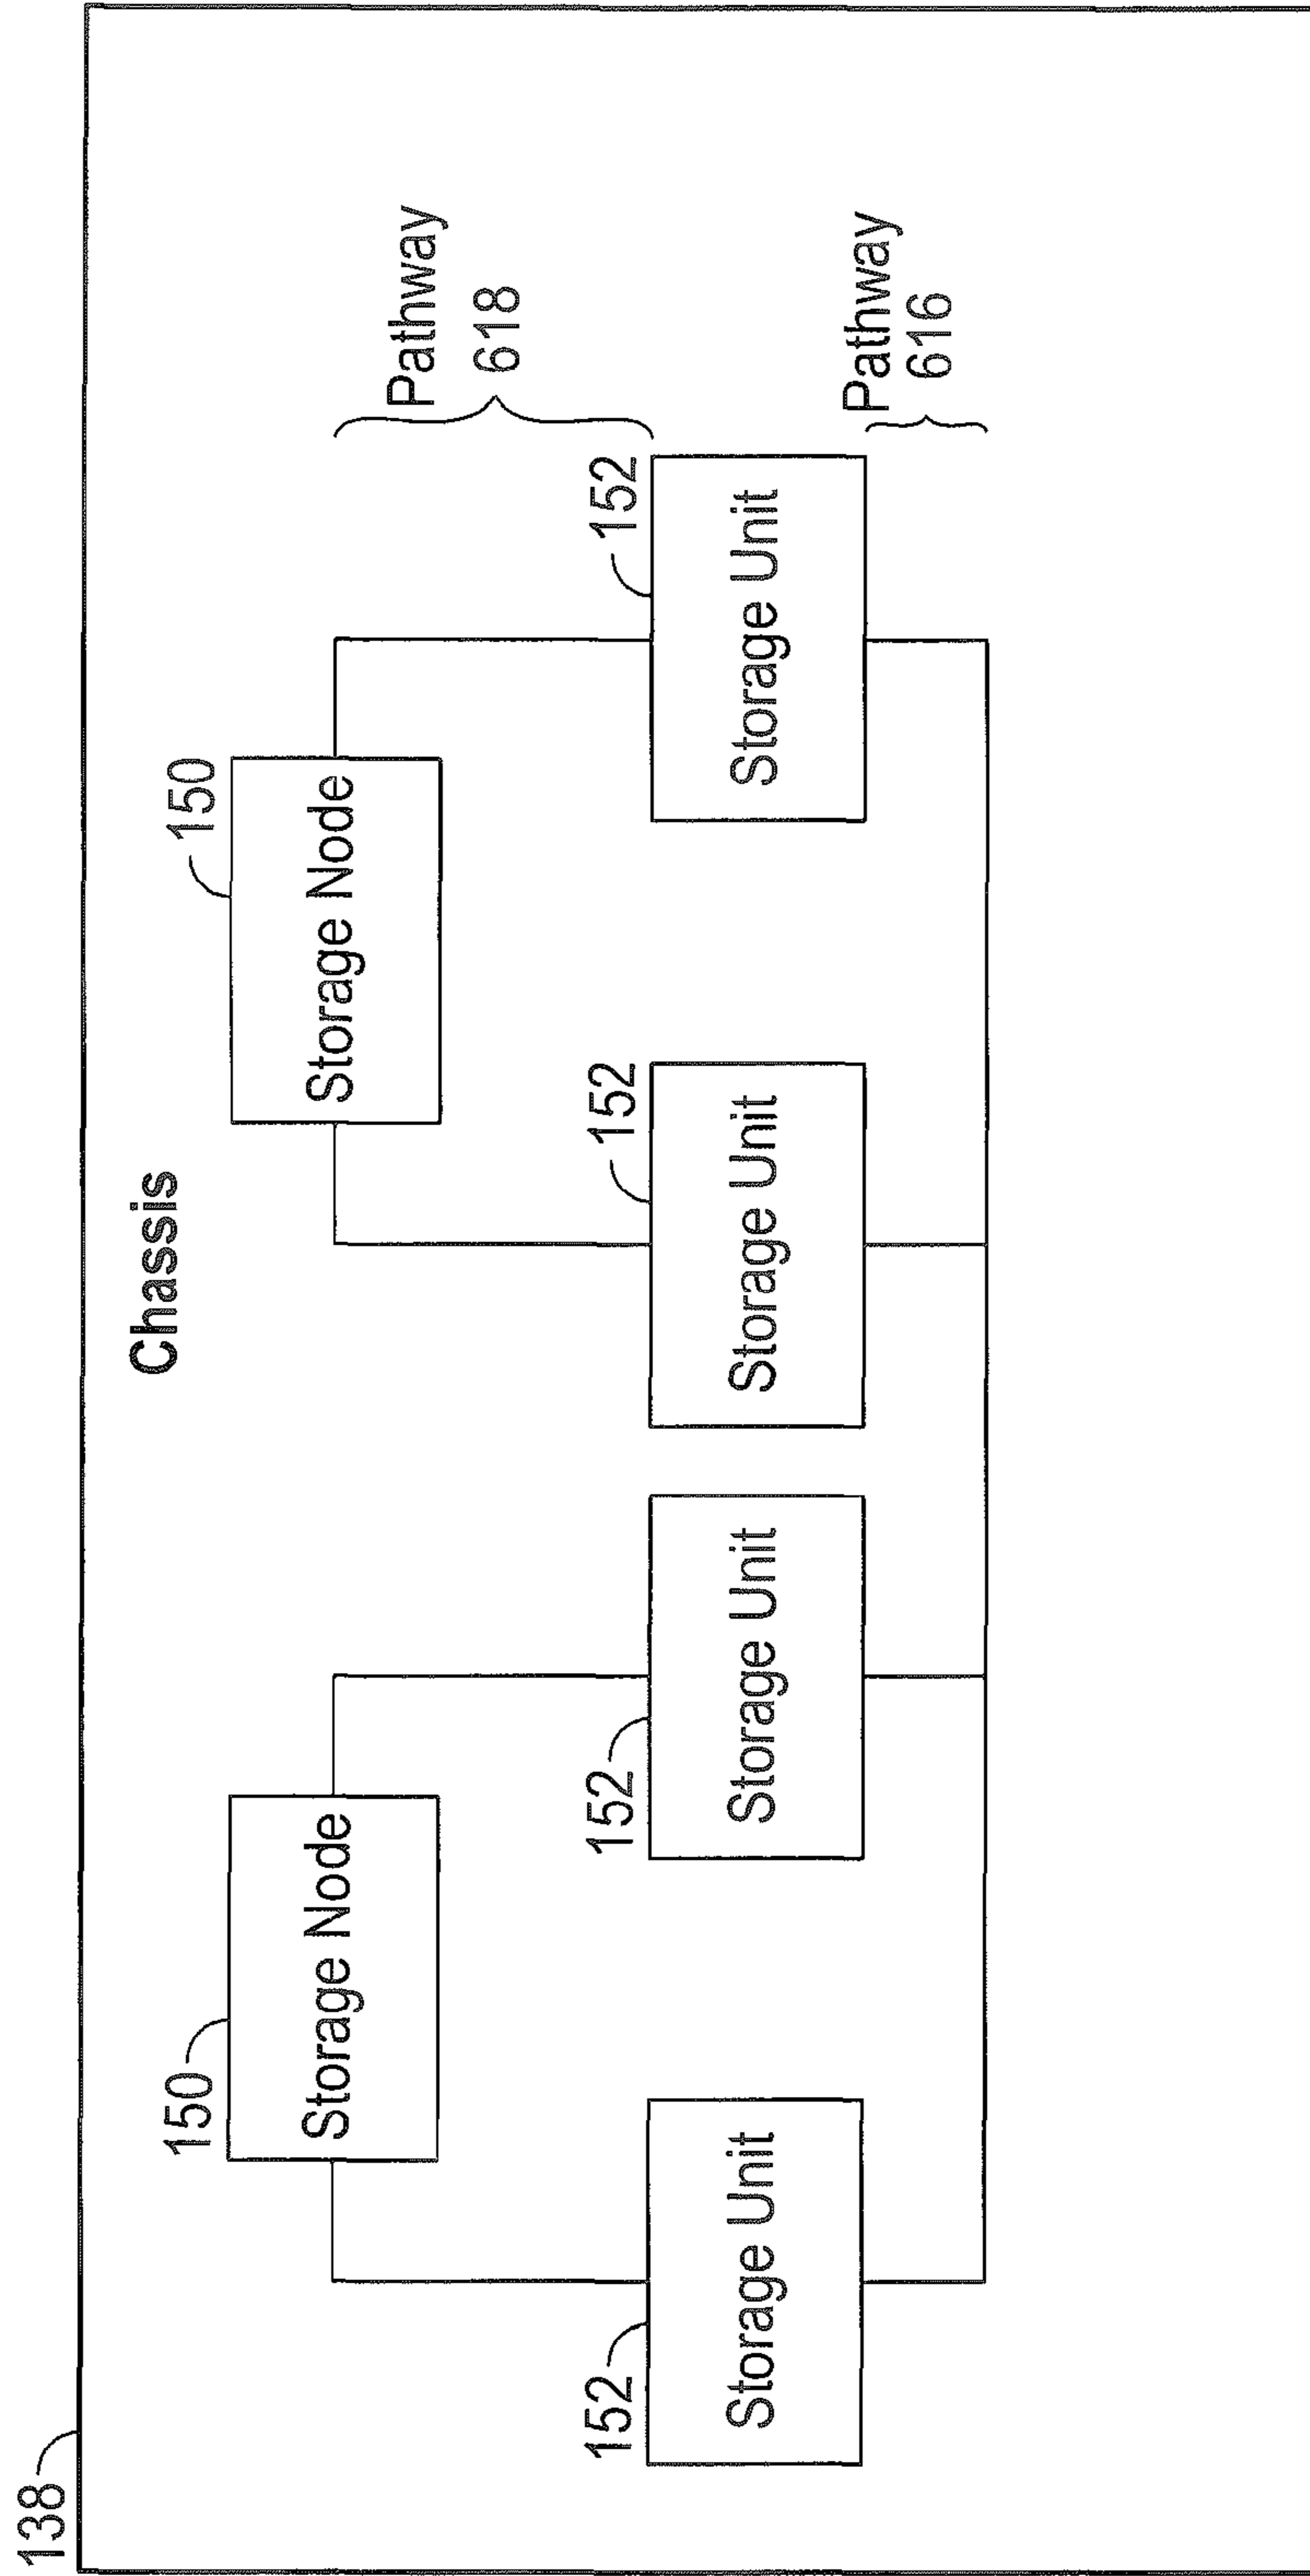 138
Chassis
150
Storage Node
150
Storage Node
Pathway
618
152
Storage Unit
152
Storage Unit
152
Storage Unit
152
Storage Unit
Pathway
616